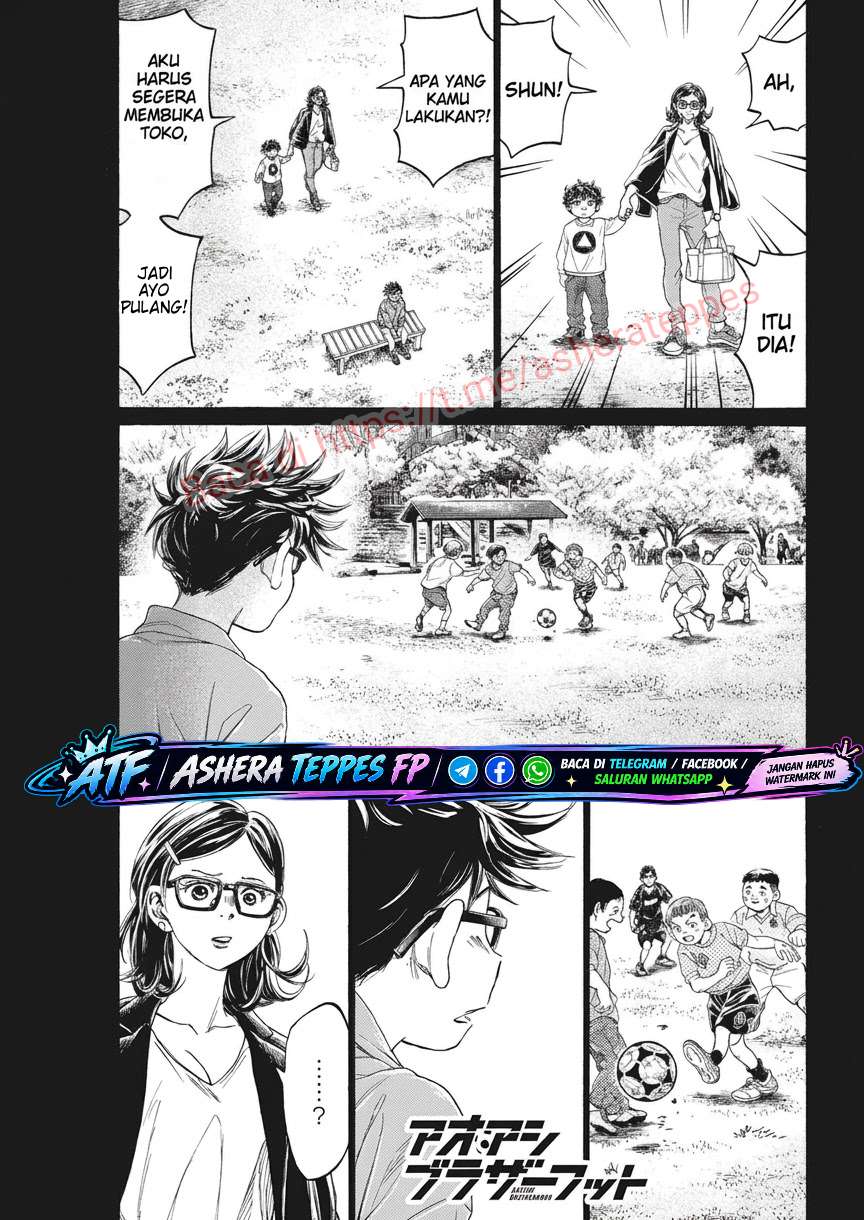 AH,
ITU
DIA!
SHUN!
APA YANG
KAMU
LAKUKAN?!
AKU
HARUS
SEGERA
MEMBUKA
TOKO,
JADI
AYO
PULANG!
Baca di https://t.me/asherateppes
ATF
ASHERA TEPPES FP
BACA DI TELEGRAM / FACEBOOK /
SALURAN WHATSAPP
JANGAN HAPUS
WATERMARK INI
.......?
アオアシ
ブラザーフット